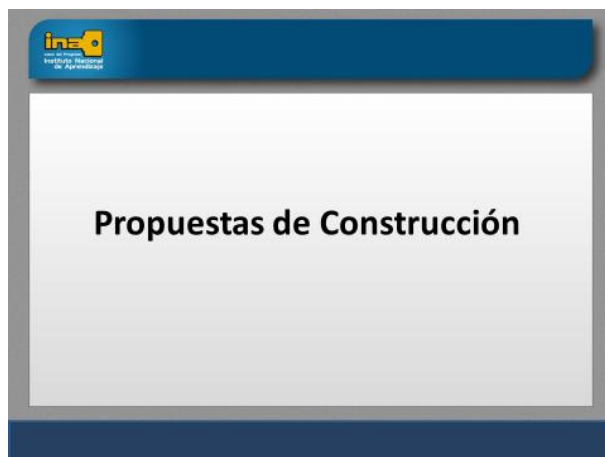 ina
Instituto Nacional
de Aprendizaje
Propuestas de Construcción